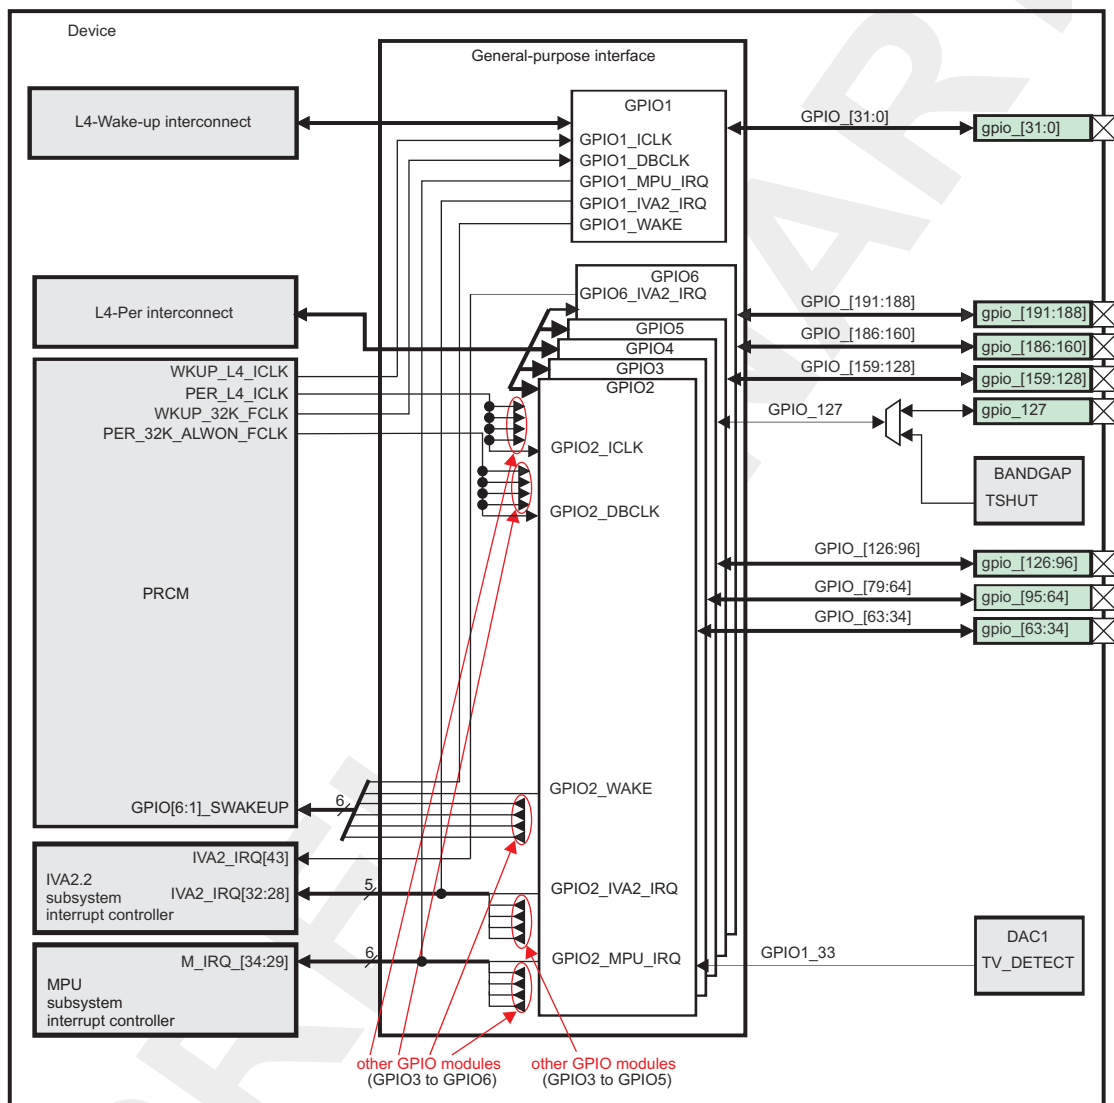 Device
General-purpose interface
GPIO1
L4-Wake-up interconnect
GPIO_[31:0]
gpio_[31:0]
GPIO1_ICLK
GPIO1_DBCLK
GPIO1_MPU_IRQ
GPIO1_IVA2_IRQ
GPIO1_WAKE
GPIO6
GPIO6_IVA2_IRQ
L4-Per interconnect
GPIO_[191:188]
gpio_[191:188]
GPIO5
GPIO_[186:160]
gpio_[186:160]
GPIO4
GPIO3
GPIO_[159:128]
gpio_[159:128]
GPIO2
WKUP_L4_ICLK
PER_L4_ICLK
WKUP_32K_FCLK
PER_32K_ALWON_FCLK
GPIO_127
gpio_127
GPIO2_ICLK
BANDGAP
TSHUT
GPIO2_DBCLK
GPIO_[126:96]
gpio_[126:96]
PRCM
GPIO_[79:64]
gpio_[95:64]
GPIO_[63:34]
gpio_[63:34]
GPIO2_WAKE
GPIO[6:1]_SWAKEUP
6
IVA2_IRQ[43]
IVA2.2
subsystem
interrupt controller
IVA2_IRQ[32:28]
5
GPIO2_IVA2_IRQ
M_IRQ_[34:29]
6
GPIO2_MPU_IRQ
MPU
subsystem
interrupt controller
GPIO1_33
DAC1
TV_DETECT
other GPIO modules
(GPIO3 to GPIO6)
other GPIO modules
(GPIO3 to GPIO5)